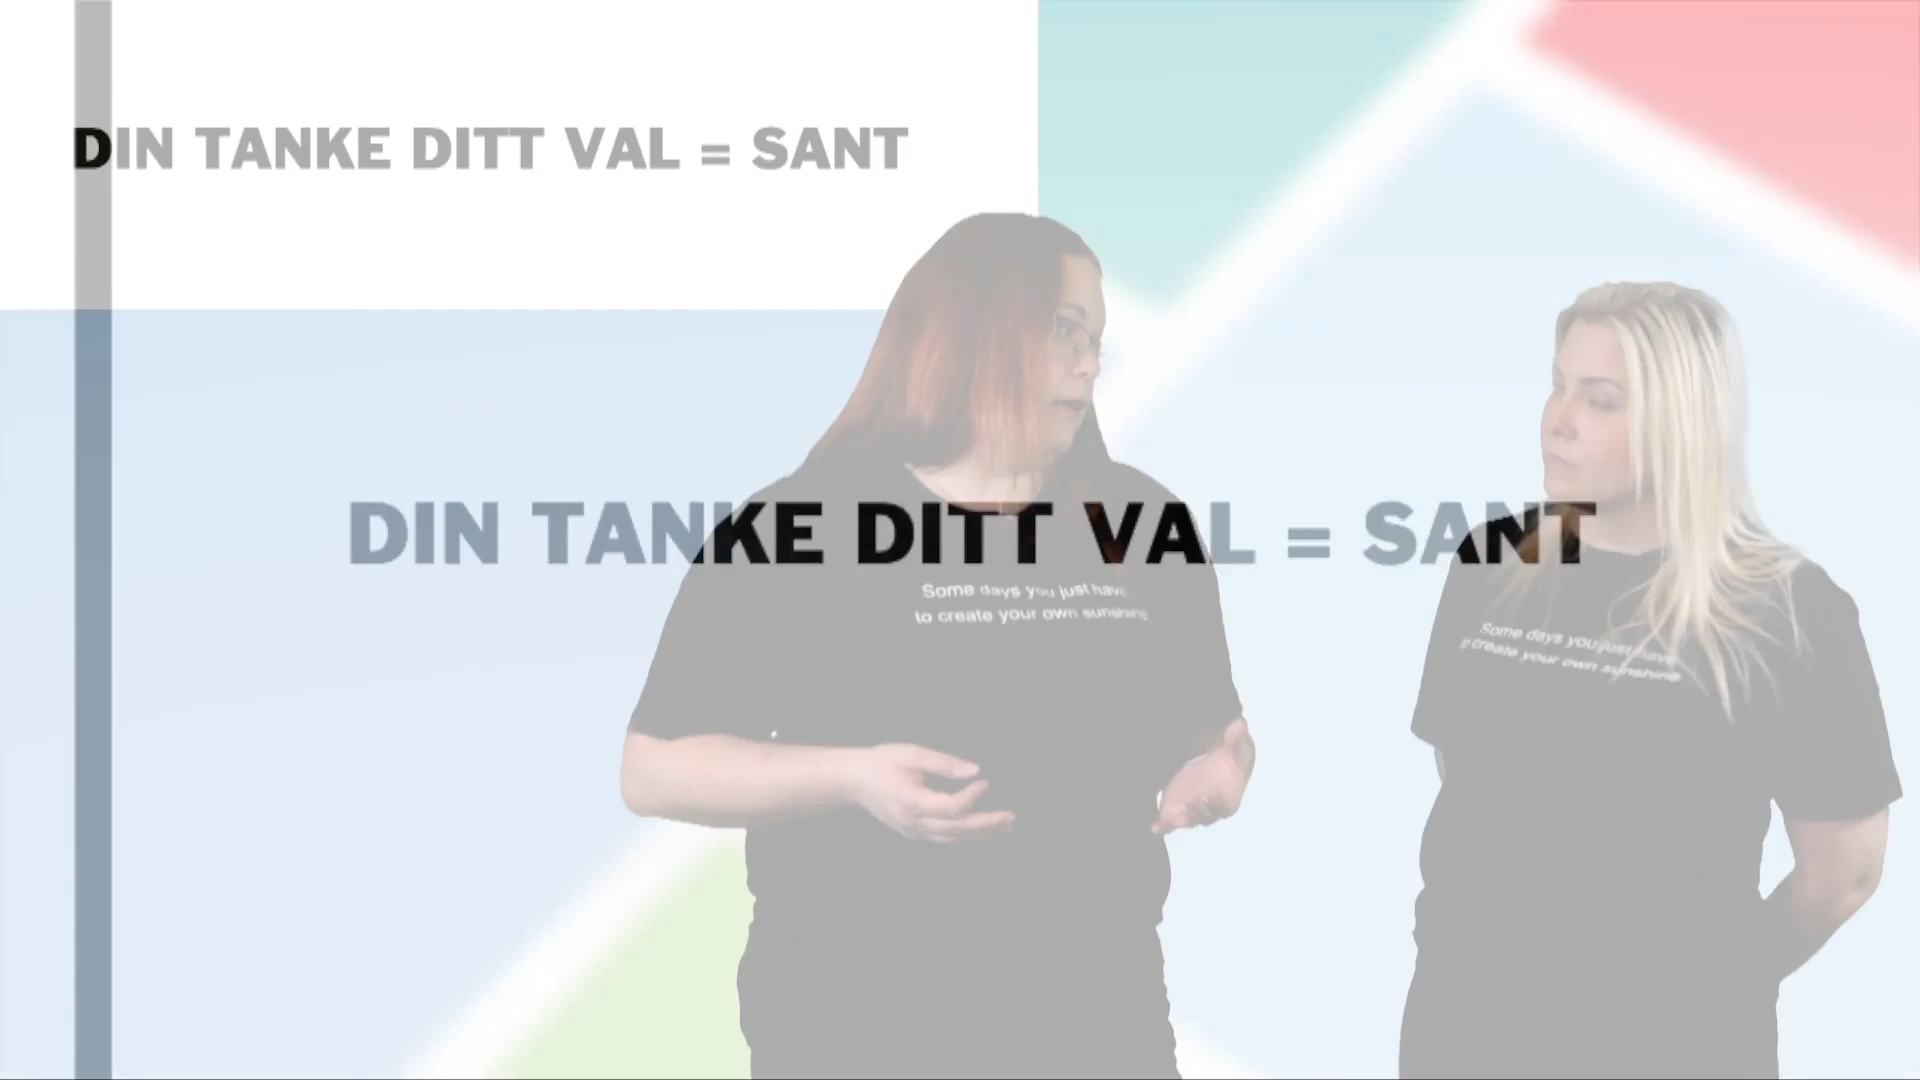 DIN TANKE DITT VAL = SANT
DIN TANKE DITT VAL = SANT
Some days you just have
to create your own sunshine
Some days you just have
to create your own sunshine